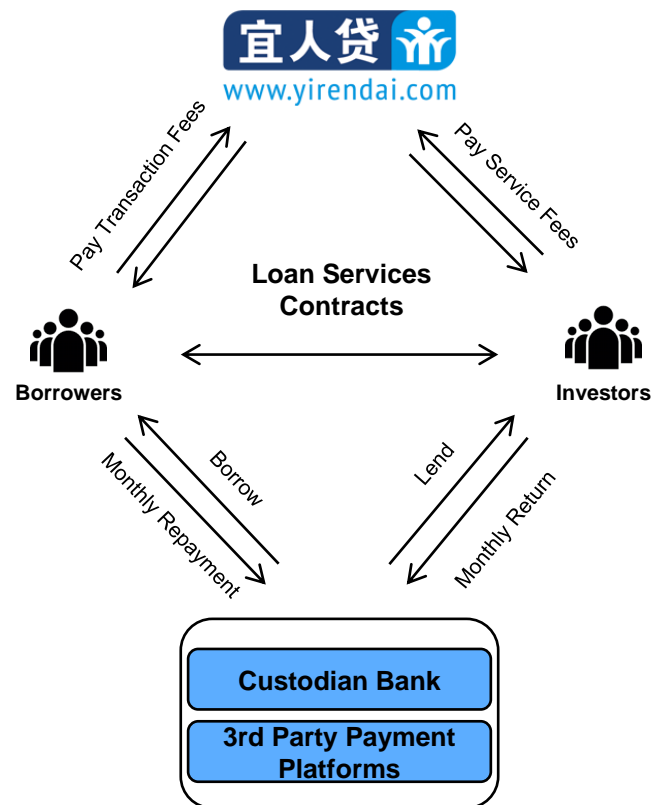 宜人贷
www.yirendai.com
Pay Transaction Fees
Pay Service Fees
Loan Services
Contracts
Borrowers
Investors
Monthly Repayment
Borrow
Lend
Monthly Return
Custodian Bank
3rd Party Payment
Platforms